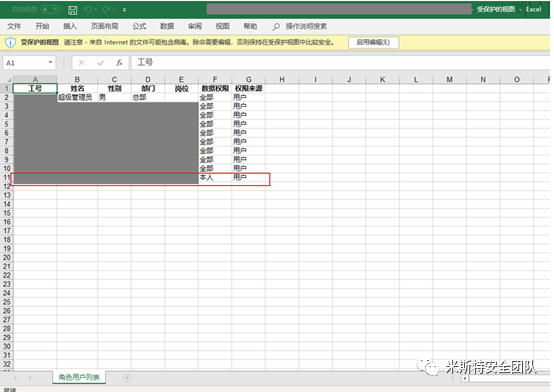 自动保存
受保护的视图 - Excel
文件 开始 插入 页面布局 公式 数据 审阅 视图 帮助 操作说明搜索
受保护的视图 请注意 - 来自 Internet 的文件可能包含病毒。除非需要编辑，否则保持在受保护视图中比较安全。 启用编辑(E)
A1 fx 工号
A B C D E F G H I J K L M N O
1 工号 姓名 性别 部门 岗位 数据权限 权限来源
2 超级管理员 男 总部 全部 用户
3 全部 用户
4 全部 用户
5 全部 用户
6 全部 用户
7 全部 用户
8 全部 用户
9 全部 用户
10 全部 用户
11 本人 用户
12
13
14
15
16
17
18
19
20
21
22
23
24
25
26
27
28
29
30
31
32
角色用户列表
米斯特安全团队
就绪